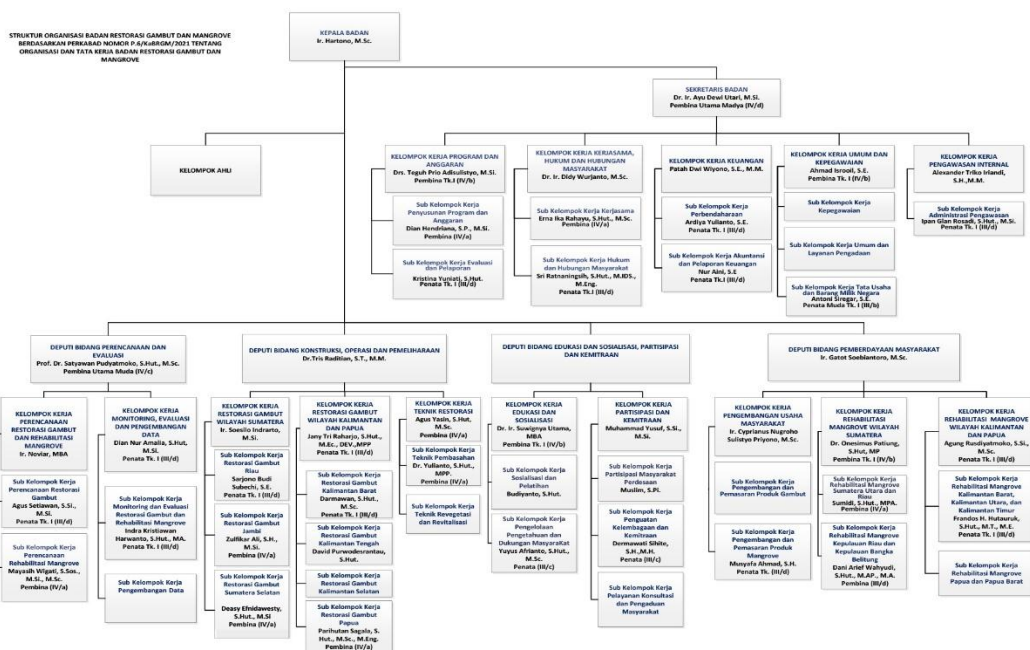 STRUKTUR ORGANISASI BADAN RESTORASI GAMBUT DAN MANGROVE
BERDASARKAN PERKABAD NOMOR P.6/KaBRGM/2021 TENTANG
ORGANISASI DAN TATA KERJA BADAN RESTORASI GAMBUT DAN
MANGROVE
KEPALA BADAN
Ir. Hartono, M.Sc.
SEKRETARIS BADAN
Dr. Ir. Ayu Dewi Utari, M.Si.
Pembina Utama Madya (IV/d)
KELOMPOK AHLI
KELOMPOK KERJA PROGRAM DAN
ANGGARAN
Drs. Teguh Prio Adisulistyo, M.Si.
Pembina Tk.I (IV/b)
Sub Kelompok Kerja
Penyusunan Program dan
Anggaran
Dian Hendriana, S.P., M.Si.
Pembina (IV/a)
Sub Kelompok Kerja Evaluasi
dan Pelaporan
Kristina Yuniati, S.Hut.
Penata Tk. I (III/d)
KELOMPOK KERJA KERJASAMA,
HUKUM DAN HUBUNGAN
MASYARAKAT
Dr. Ir Didy Wurjanto, M.Sc.
Sub Kelompok Kerja Kerjasama
Erna Ika Rahayu, S.Hut., M.Sc.
Pembina (IV/a)
Sub Kelompok Kerja Hukum
dan Hubungan Masyarakat
Sri Ratnaningsih, S.Hut., M.IDS.,
M.Eng.
Penata Tk.I (III/d)
KELOMPOK KERJA KEUANGAN
Patah Dwi Wiyono, S.E., M.M.
Sub Kelompok Kerja
Perbendaharaan
Ardiya Yulianto, S.E.
Penata Tk.I (III/d)
Sub Kelompok Kerja Akuntansi
dan Pelaporan Keuangan
Nur Aini, S.E
Penata Tk.I (III/d)
KELOMPOK KERJA UMUM DAN
KEPEGAWAIAN
Ahmad Isrooil, S.E.
Pembina Tk. I (IV/b)
Sub Kelompok Kerja
Kepegawaian
Sub Kelompok Kerja Umum dan
Layanan Pengadaan
Sub Kelompok Kerja Tata Usaha
dan Barang Milik Negara
Antoni Siregar, S.E.
Penata Muda Tk. I (III/b)
KELOMPOK KERJA
PENGAWASAN INTERNAL
Alexander Triko Iriandi,
S.H.,M.M.
Sub Kelompok Kerja
Administrasi Pengawasan
Ipan Gian Rosadi, S.Hut., M.Si.
Penata Tk. I (III/d)
DEPUTI BIDANG PERENCANAAN DAN
EVALUASI
Prof. Dr. Satyawan Pudyatmoko, S.Hut., M.Sc.
Pembina Utama Muda (IV/c)
KELOMPOK KERJA
PERENCANAAN
RESTORASI GAMBUT
DAN REHABILITASI
MANGROVE
Ir. Noviar, MBA
Sub Kelompok Kerja
Perencanaan Restorasi
Gambut
Agus Setiawan, S.Si.,
M.Si.
Penata Tk. I (III/d)
Sub Kelompok Kerja
Perencanaan
Rehabilitasi Mangrove
Mayasih Wigati, S.Sos.,
M.Si., M.Sc.
Pembina (IV/a)
KELOMPOK KERJA
MONITORING, EVALUASI
DAN PENGEMBANGAN
DATA
Dian Nur Amalia, S.Hut,
M.Si.
Penata Tk. I (III/d)
Sub Kelompok Kerja
Monitoring dan Evaluasi
Restorasi Gambut dan
Rehabilitasi Mangrove
Indra Kristiawan
Harwanto, S.Hut., MA.
Penata Tk. I (III/d)
Sub Kelompok Kerja
Pengembangan Data
DEPUTI BIDANG KONSTRUKSI, OPERASI DAN PEMELIHARAAN
Dr.Tris Raditian, S.T., M.M.
KELOMPOK KERJA
RESTORASI GAMBUT
WILAYAH SUMATERA
Ir. Soesilo Indrarto,
M.Si.
Sub Kelompok Kerja
Restorasi Gambut
Riau
Sarjono Budi
Subechi, S.E.
Penata Tk. I (III/d)
Sub Kelompok Kerja
Restorasi Gambut
Jambi
Zulfikar Ali, S.H.,
M.Si.
Pembina (IV/a)
Sub Kelompok Kerja
Restorasi Gambut
Sumatera Selatan
Deasy Efnidawesty,
S.Hut., M.Si
Pembina (IV/a)
KELOMPOK KERJA
RESTORASI GAMBUT
WILAYAH KALIMANTAN
DAN PAPUA
Jany Tri Raharjo, S.Hut.,
M.Ec., DEV.,MPP
Penata Tk. I (III/d)
Sub Kelompok Kerja
Restorasi Gambut
Kalimantan Barat
Darmawan, S.Hut.,
M.Sc.
Penata Tk. I (III/d)
Sub Kelompok Kerja
Restorasi Gambut
Kalimantan Tengah
David Purwodesrantau,
S.Hut.
Sub Kelompok Kerja
Restorasi Gambut
Kalimantan Selatan
Sub Kelompok Kerja
Restorasi Gambut
Papua
Parihutan Sagala, S.
Hut., M.Sc., M.Eng.
Pembina (IV/a)
KELOMPOK KERJA
TEKNIK RESTORASI
Agus Yasin, S.Hut,
M.Sc.
Pembina (IV/a)
Sub Kelompok Kerja
Teknik Pembasahan
Dr. Yulianto, S.Hut.,
MPP.
Pembina (IV/a)
Sub Kelompok Kerja
Teknik Revegetasi dan
Revitalisasi
DEPUTI BIDANG EDUKASI DAN SOSIALISASI, PARTISIPASI
DAN KEMITRAAN
KELOMPOK KERJA
EDUKASI DAN
SOSIALISASI
Dr. Ir. Suwignya Utama,
MBA
Pembina Tk. I (IV/b)
Sub Kelompok Kerja
Sosialisasi dan
Pelatihan
Budiyanto, S.Hut.
Sub Kelompok Kerja
Pengelolaan
Pengetahuan dan
Dukungan Masyarakat
Yuyus Afrianto, S.Hut.,
M.Sc.
Penata (III/c)
KELOMPOK KERJA
PARTISIPASI DAN
KEMITRAAN
Muhammad Yusuf, S.Si.,
M.Si.
Sub Kelompok Kerja
Partisipasi Masyarakat
Perdesaan
Muslim, S.Pi.
Sub Kelompok Kerja
Penguatan
Kelembagaan dan
Kemitraan
Dermawati Sihite,
S.H.,M.H.
Penata (III/c)
Sub Kelompok Kerja
Pelayanan Konsultasi
dan Pengaduan
Masyarakat
DEPUTI BIDANG PEMBERDAYAAN MASYARAKAT
Ir. Gatot Soebiantoro, M.Sc.
KELOMPOK KERJA
PENGEMBANGAN USAHA
MASYARAKAT
Ir. Cyprianus Nugroho
Sulistyo Priyono, M.Sc.
Sub Kelompok Kerja
Pengembangan dan
Pemasaran Produk Gambut
Sub Kelompok Kerja
Pengembangan dan
Pemasaran Produk
Mangrove
Musyafa Ahmad, S.H.
Penata Tk. I (III/d)
KELOMPOK KERJA
REHABILITASI
MANGROVE WILAYAH
SUMATERA
Dr. Onesimus Patiung,
S.Hut, MP
Pembina Tk. I (IV/b)
Sub Kelompok Kerja
Rehabilitasi Mangrove
Sumatera Utara dan
Riau
Sumidi, S.Hut., MPA.
Pembina (IV/a)
Sub Kelompok Kerja
Rehabilitasi Mangrove
Kepulauan Riau dan
Kepulauan Bangka
Belitung
Dani Arief Wahyudi,
S.Hut., M.AP., M.A.
Pembina (III/d)
KELOMPOK KERJA
REHABILITASI MANGROVE
WILAYAH KALIMANTAN
DAN PAPUA
Agung Rusdiyatmoko, S.Si.,
M.Sc.
Penata Tk. I (III/d)
Sub Kelompok Kerja
Rehabilitasi Mangrove
Kalimantan Barat,
Kalimantan Utara, dan
Kalimantan Timur
Frandos H. Hutauruk,
S.Hut., M.T., M.E.
Penata Tk. I (III/d)
Sub Kelompok Kerja
Rehabilitasi Mangrove
Papua dan Papua Barat